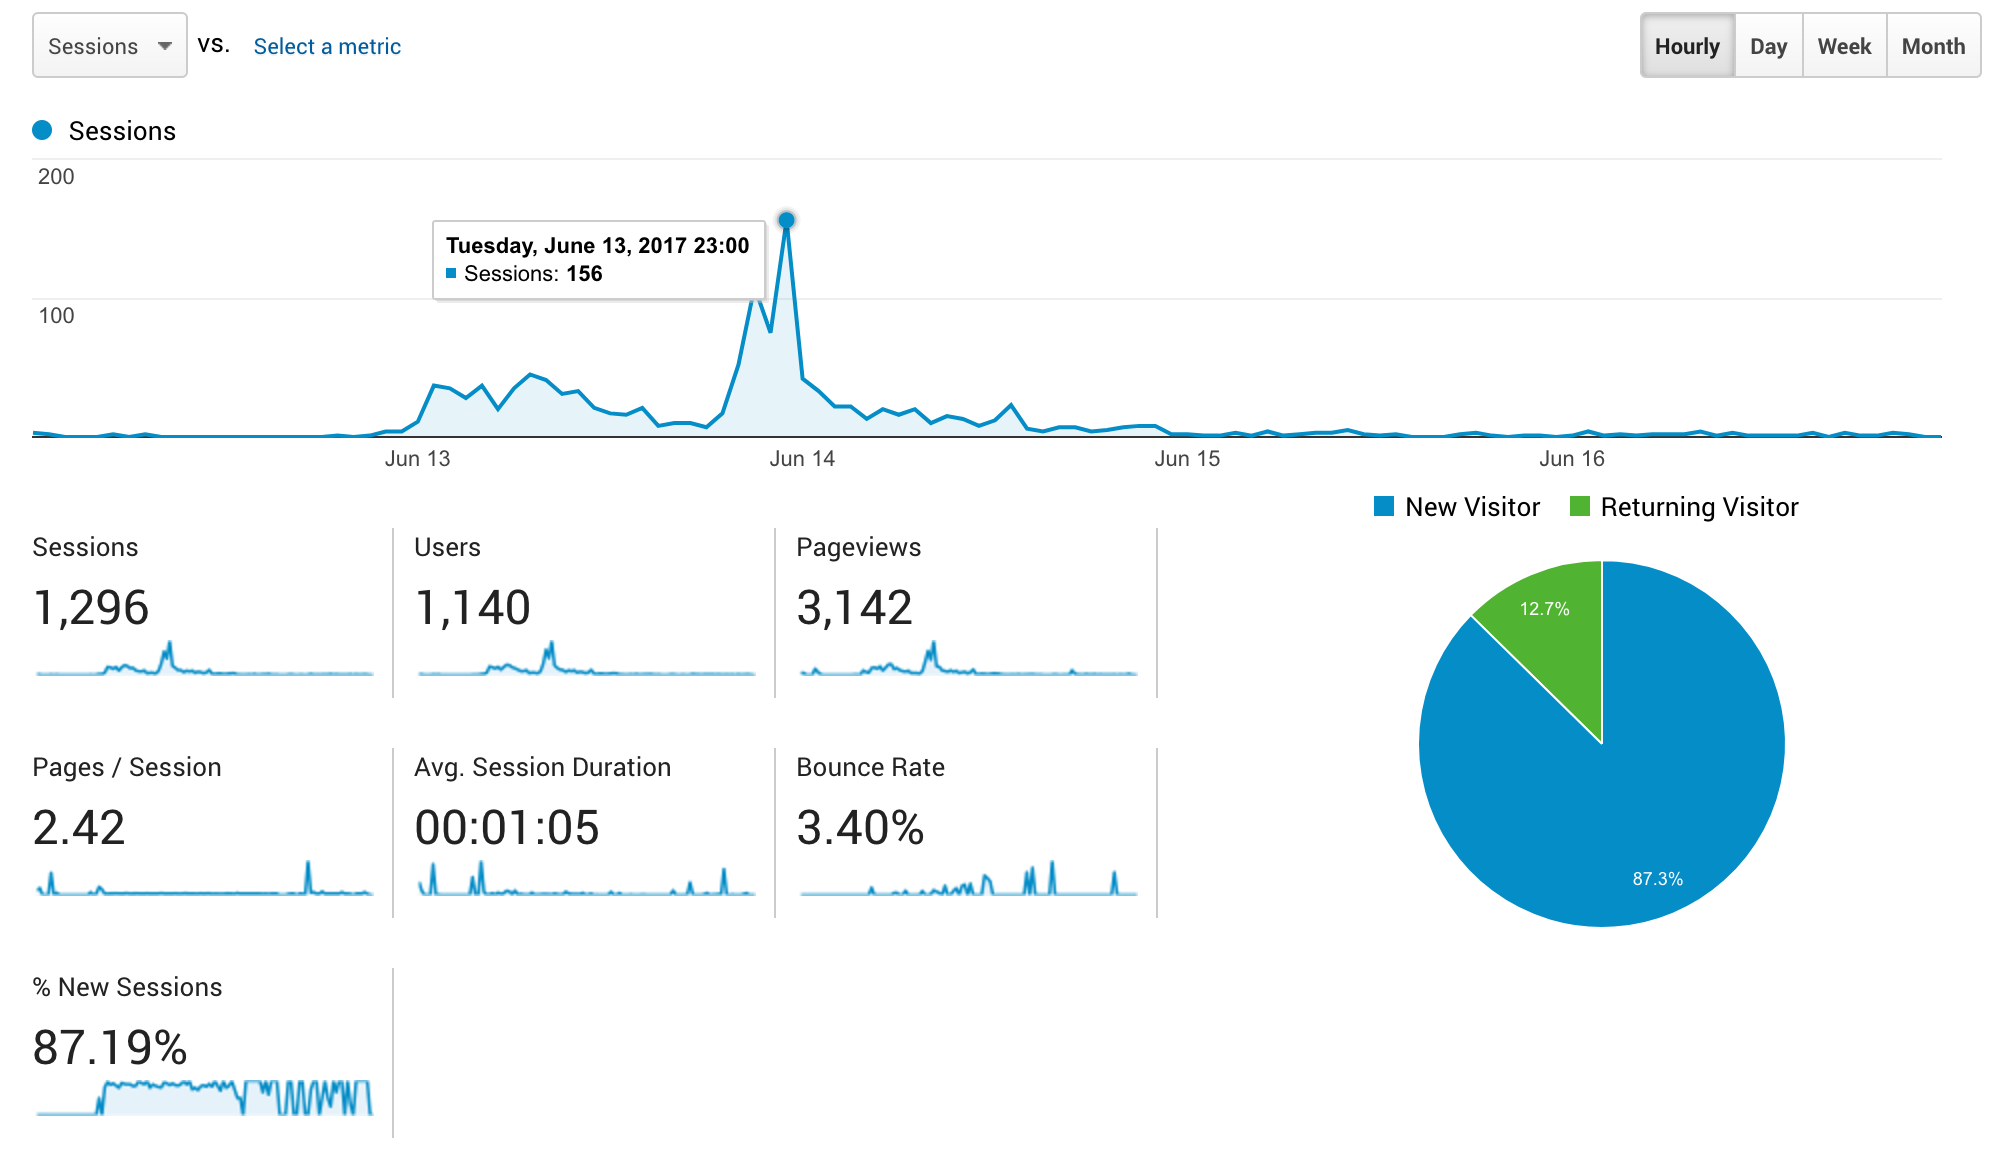 Sessions vs. Select a metric
Hourly Day Week Month
Sessions
200
Tuesday, June 13, 2017 23:00
Sessions: 156
100
Jun 13 Jun 14 Jun 15 Jun 16
New Visitor Returning Visitor
Sessions Users Pageviews
1,296 1,140 3,142
12.7%
Pages / Session Avg. Session Duration Bounce Rate
2.42 00:01:05 3.40%
87.3%
% New Sessions
87.19%